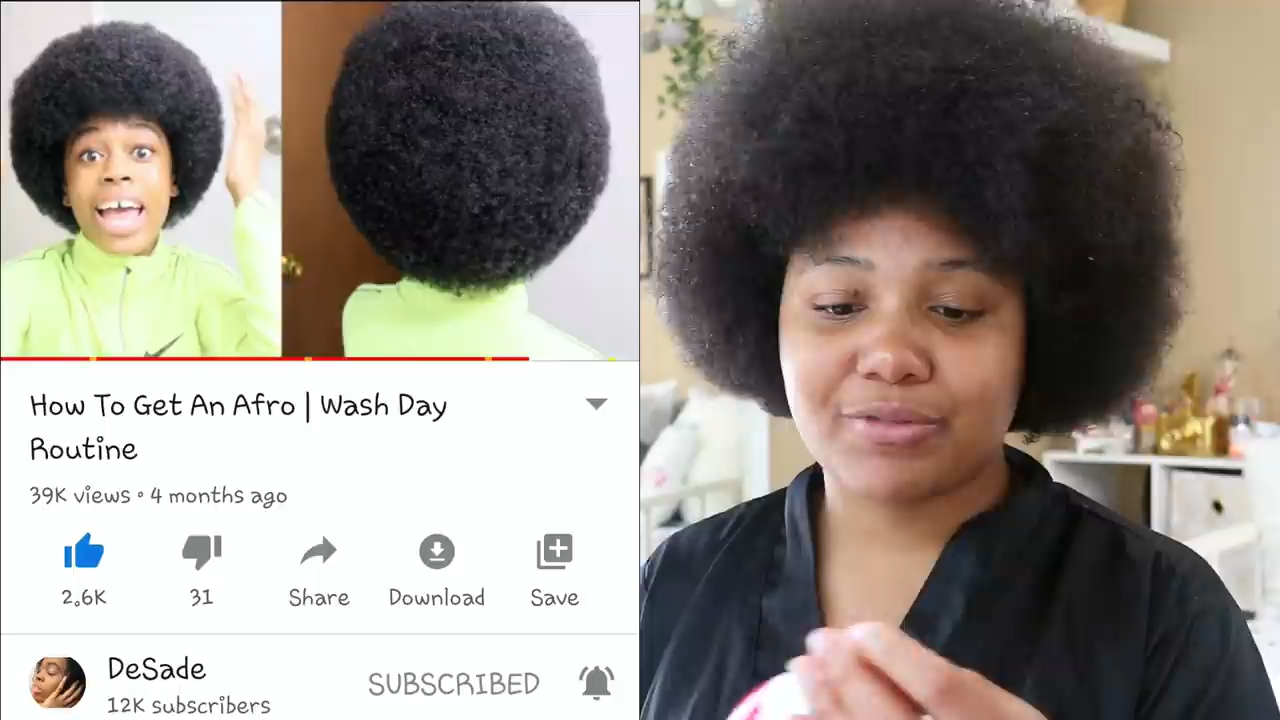 How To Get An Afro | Wash Day
Routine
39K views • 4 months ago
2,6K
31
Share
Download
Save
DeSade
12K subscribers
SUBSCRIBED